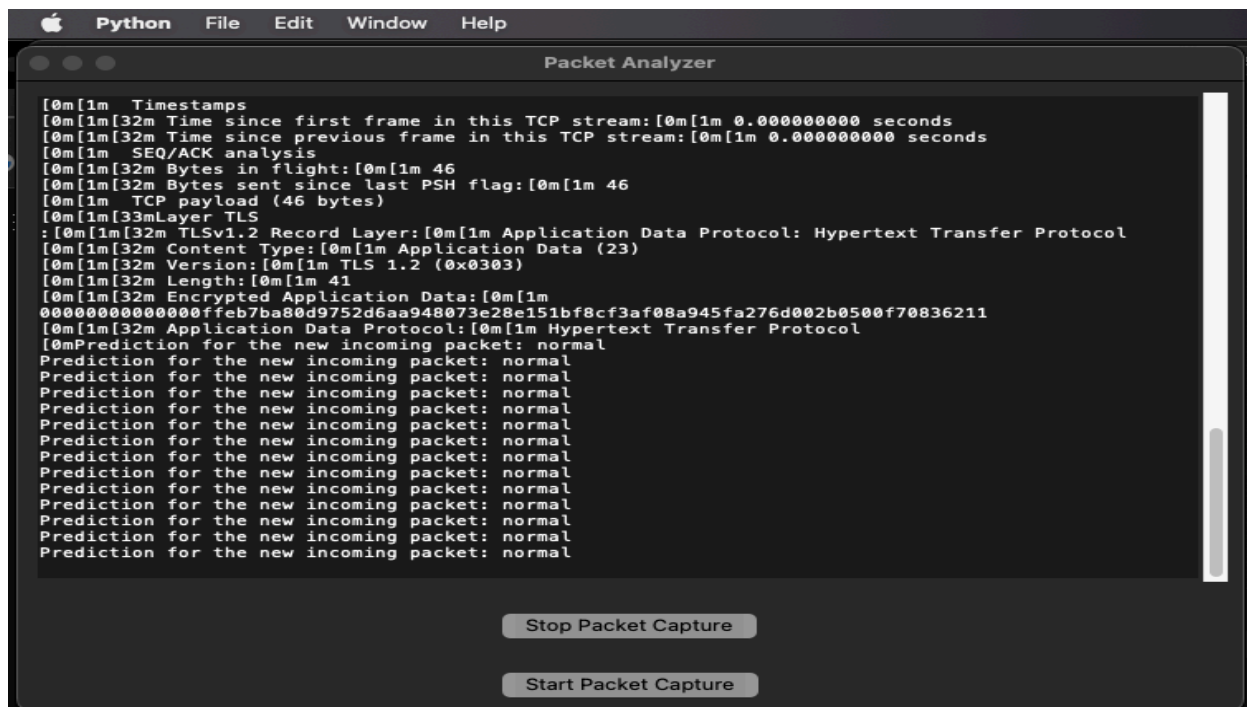 Python File Edit Window Help
Packet Analyzer
[0m[1m Timestamps
[0m[1m[32m Time since first frame in this TCP stream:[0m[1m 0.000000000 seconds
[0m[1m[32m Time since previous frame in this TCP stream:[0m[1m 0.000000000 seconds
[0m[1m SEQ/ACK analysis
[0m[1m[32m Bytes in flight:[0m[1m 46
[0m[1m[32m Bytes sent since last PSH flag:[0m[1m 46
[0m[1m TCP payload (46 bytes)
[0m[1m[33mLayer TLS
:[0m[1m[32m TLSv1.2 Record Layer:[0m[1m Application Data Protocol: Hypertext Transfer Protocol
[0m[1m[32m Content Type:[0m[1m Application Data (23)
[0m[1m[32m Version:[0m[1m TLS 1.2 (0x0303)
[0m[1m[32m Length:[0m[1m 41
[0m[1m[32m Encrypted Application Data:[0m[1m
00000000000000ffeb7ba80d9752d6aa948073e28e151bf8cf3af08a945fa276d002b0500f70836211
[0m[1m[32m Application Data Protocol:[0m[1m Hypertext Transfer Protocol
[0mPrediction for the new incoming packet: normal
Prediction for the new incoming packet: normal
Prediction for the new incoming packet: normal
Prediction for the new incoming packet: normal
Prediction for the new incoming packet: normal
Prediction for the new incoming packet: normal
Prediction for the new incoming packet: normal
Prediction for the new incoming packet: normal
Prediction for the new incoming packet: normal
Prediction for the new incoming packet: normal
Prediction for the new incoming packet: normal
Prediction for the new incoming packet: normal
Prediction for the new incoming packet: normal
Prediction for the new incoming packet: normal
Stop Packet Capture
Start Packet Capture